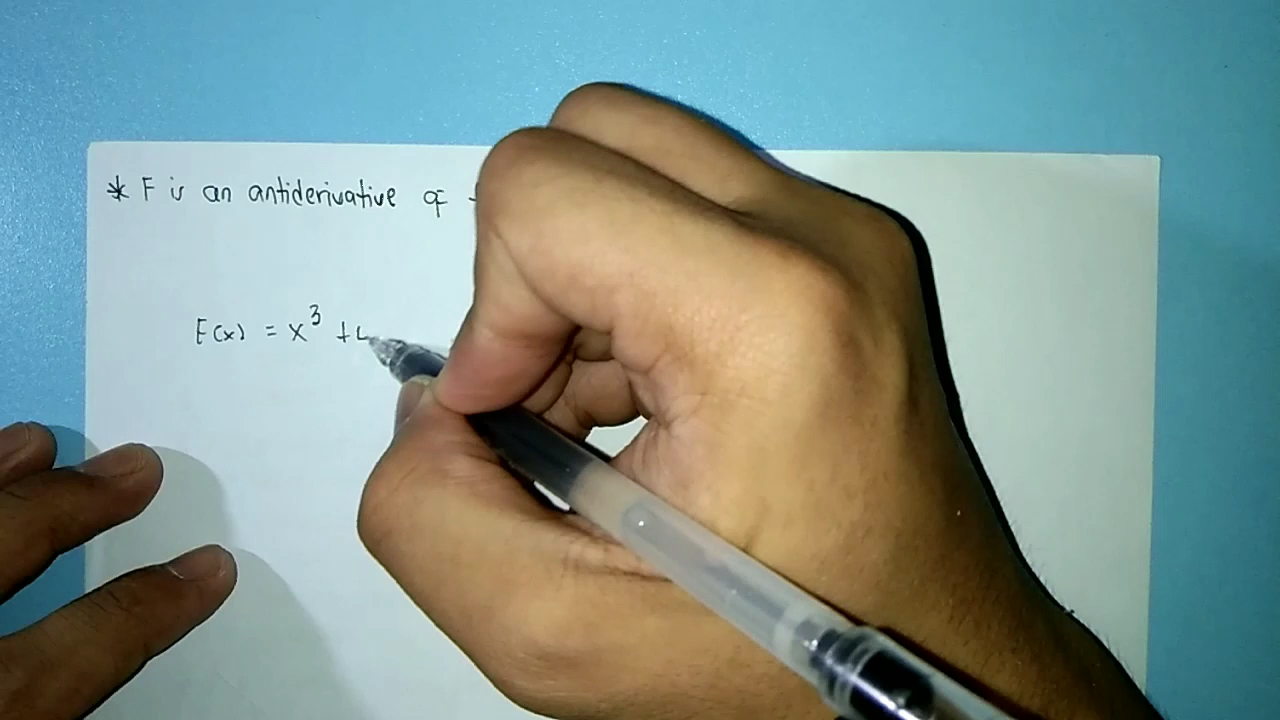 * F is an antiderivative of
F(x) = x³ +